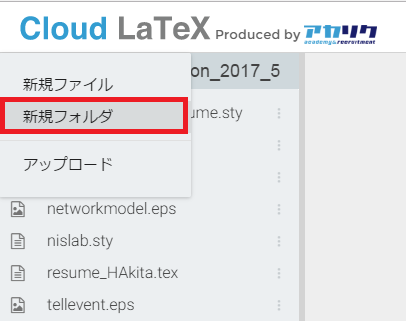 Cloud LaTeX Produced by アカリク
academy&recruitment
新規ファイル
on_2017_5
新規フォルダ
ume.sty
アップロード
networkmodel.eps
nislab.sty
resume_HAkita.tex
tellevent.eps